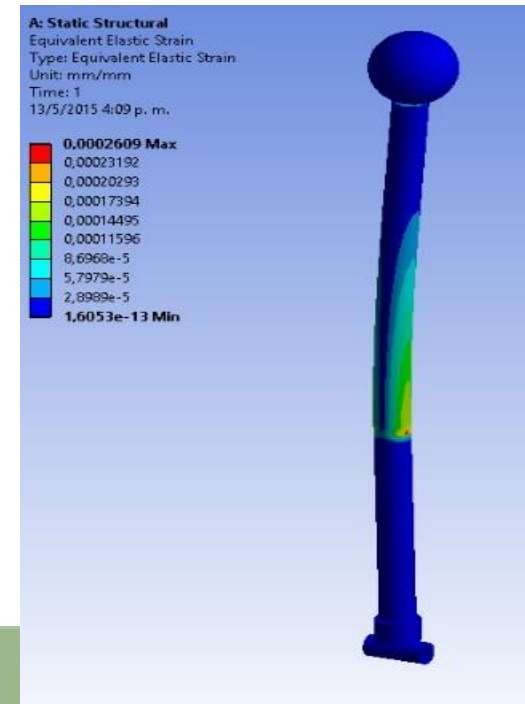 A: Static Structural
Equivalent Elastic Strain
Type: Equivalent Elastic Strain
Unit: mm/mm
Time: 1
13/5/2015 4:09 p. m.
0,0002609 Max
0,00023192
0,00020293
0,00017394
0,00014495
0,00011596
8,6968e-5
5,7979e-5
2,8989e-5
1,6053e-13 Min